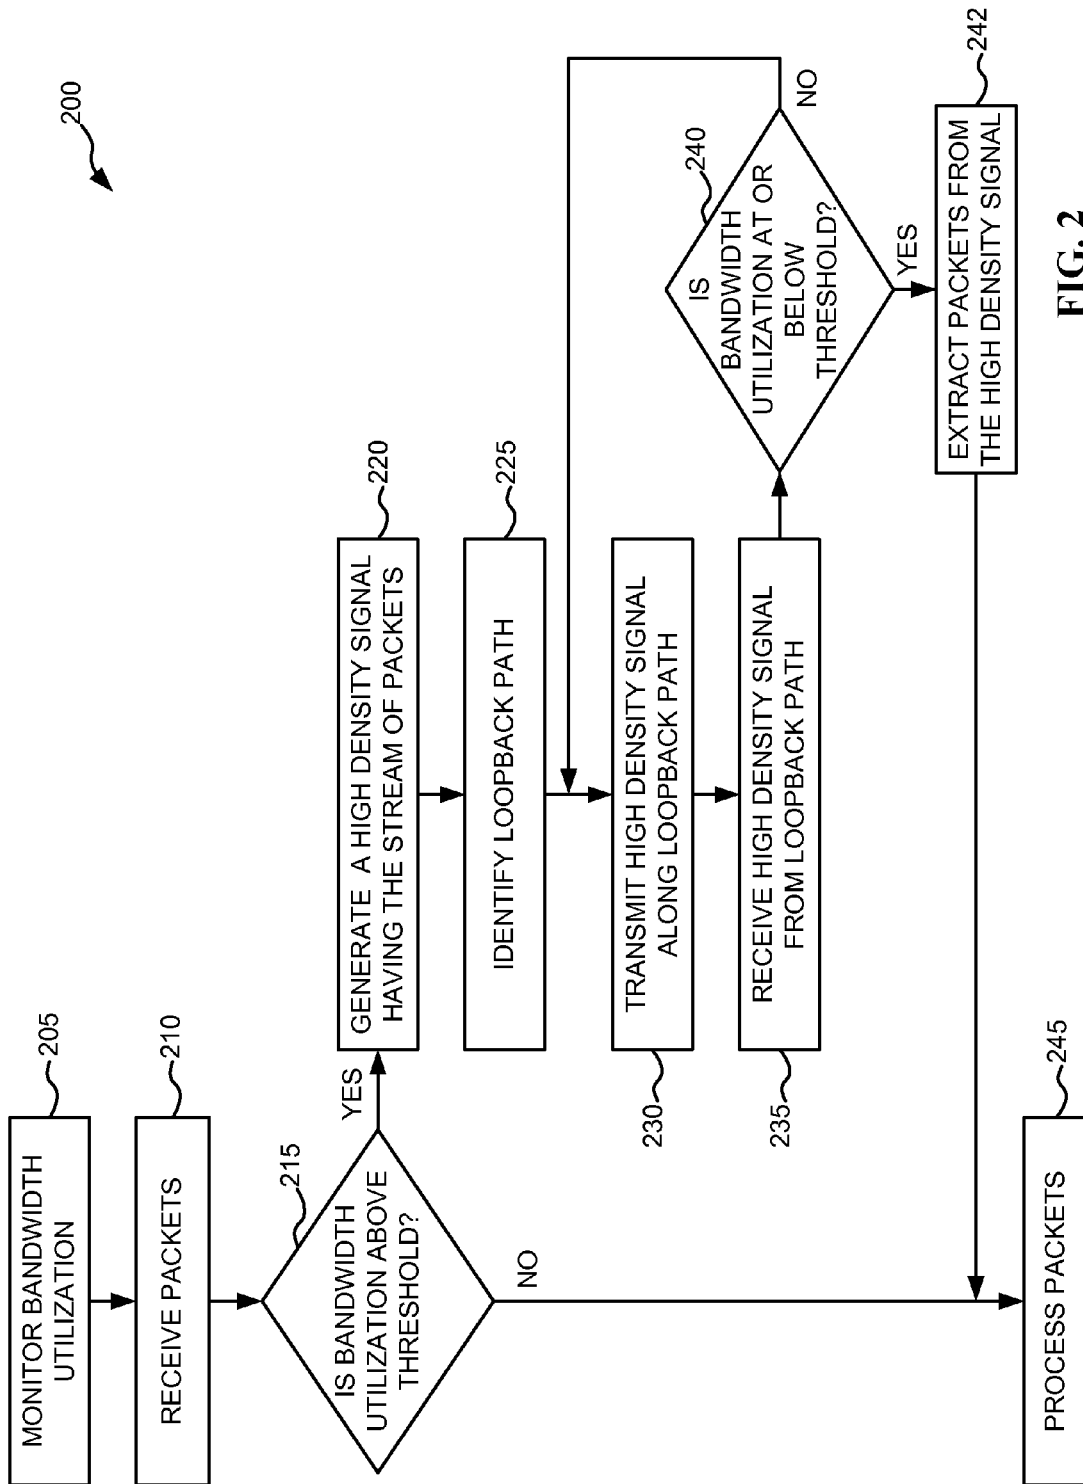 200
MONITOR BANDWIDTH
UTILIZATION
205
RECEIVE PACKETS
210
IS BANDWIDTH
UTILIZATION ABOVE
THRESHOLD?
215
YES
NO
GENERATE A HIGH DENSITY SIGNAL
HAVING THE STREAM OF PACKETS
220
IDENTIFY LOOPBACK PATH
225
TRANSMIT HIGH DENSITY SIGNAL
ALONG LOOPBACK PATH
230
RECEIVE HIGH DENSITY SIGNAL
FROM LOOPBACK PATH
235
IS
BANDWIDTH
UTILIZATION AT OR
BELOW
THRESHOLD?
240
NO
YES
EXTRACT PACKETS FROM
THE HIGH DENSITY SIGNAL
242
PROCESS PACKETS
245
FIG. 2